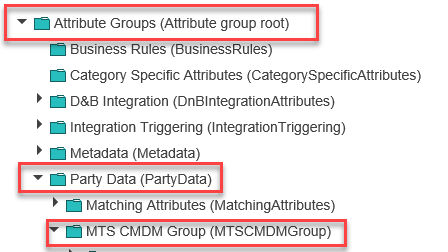 Attribute Groups (Attribute group root)
Business Rules (BusinessRules)
Category Specific Attributes (CategorySpecificAttributes)
D&B Integration (DnBIntegrationAttributes)
Integration Triggering (IntegrationTriggering)
Metadata (Metadata)
Party Data (PartyData)
Matching Attributes (MatchingAttributes)
MTS CMDM Group (MTSCMDMGroup)